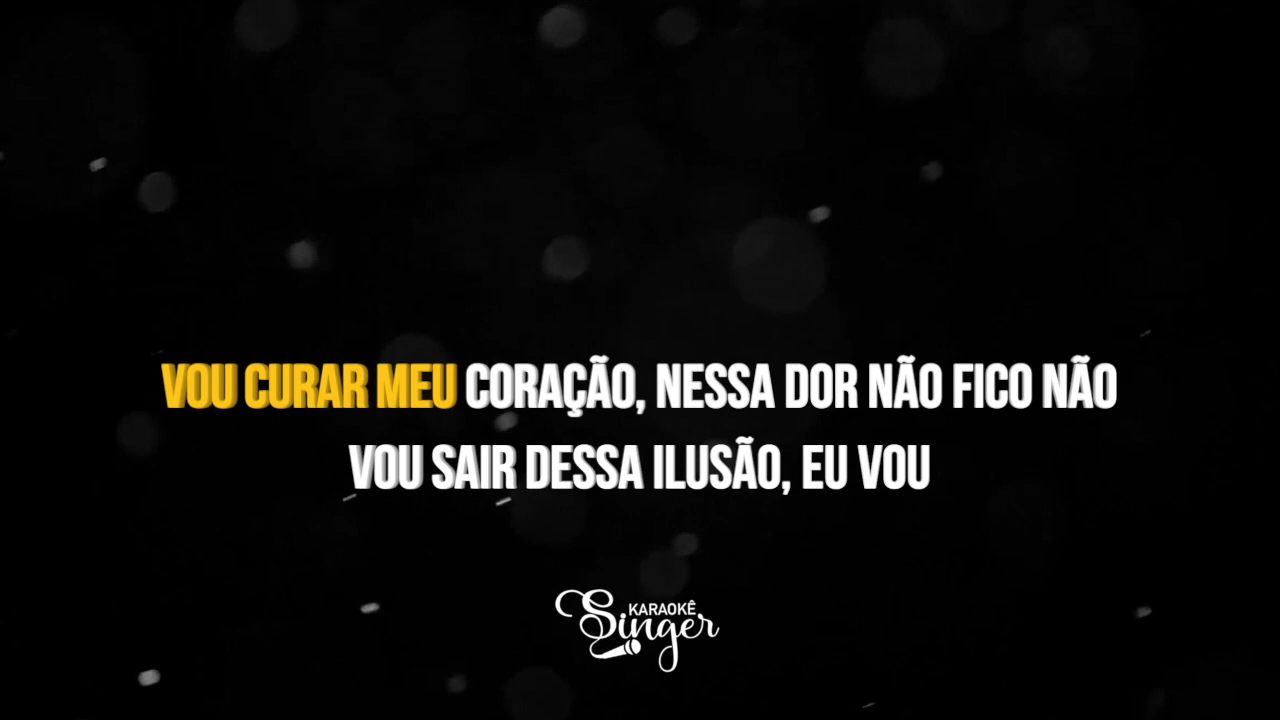 VOU CURAR MEU CORAÇÃO, NESSA DOR NÃO FICO NÃO
VOU SAIR DESSA ILUSÃO, EU VOU
KARAOKÊ
Singer